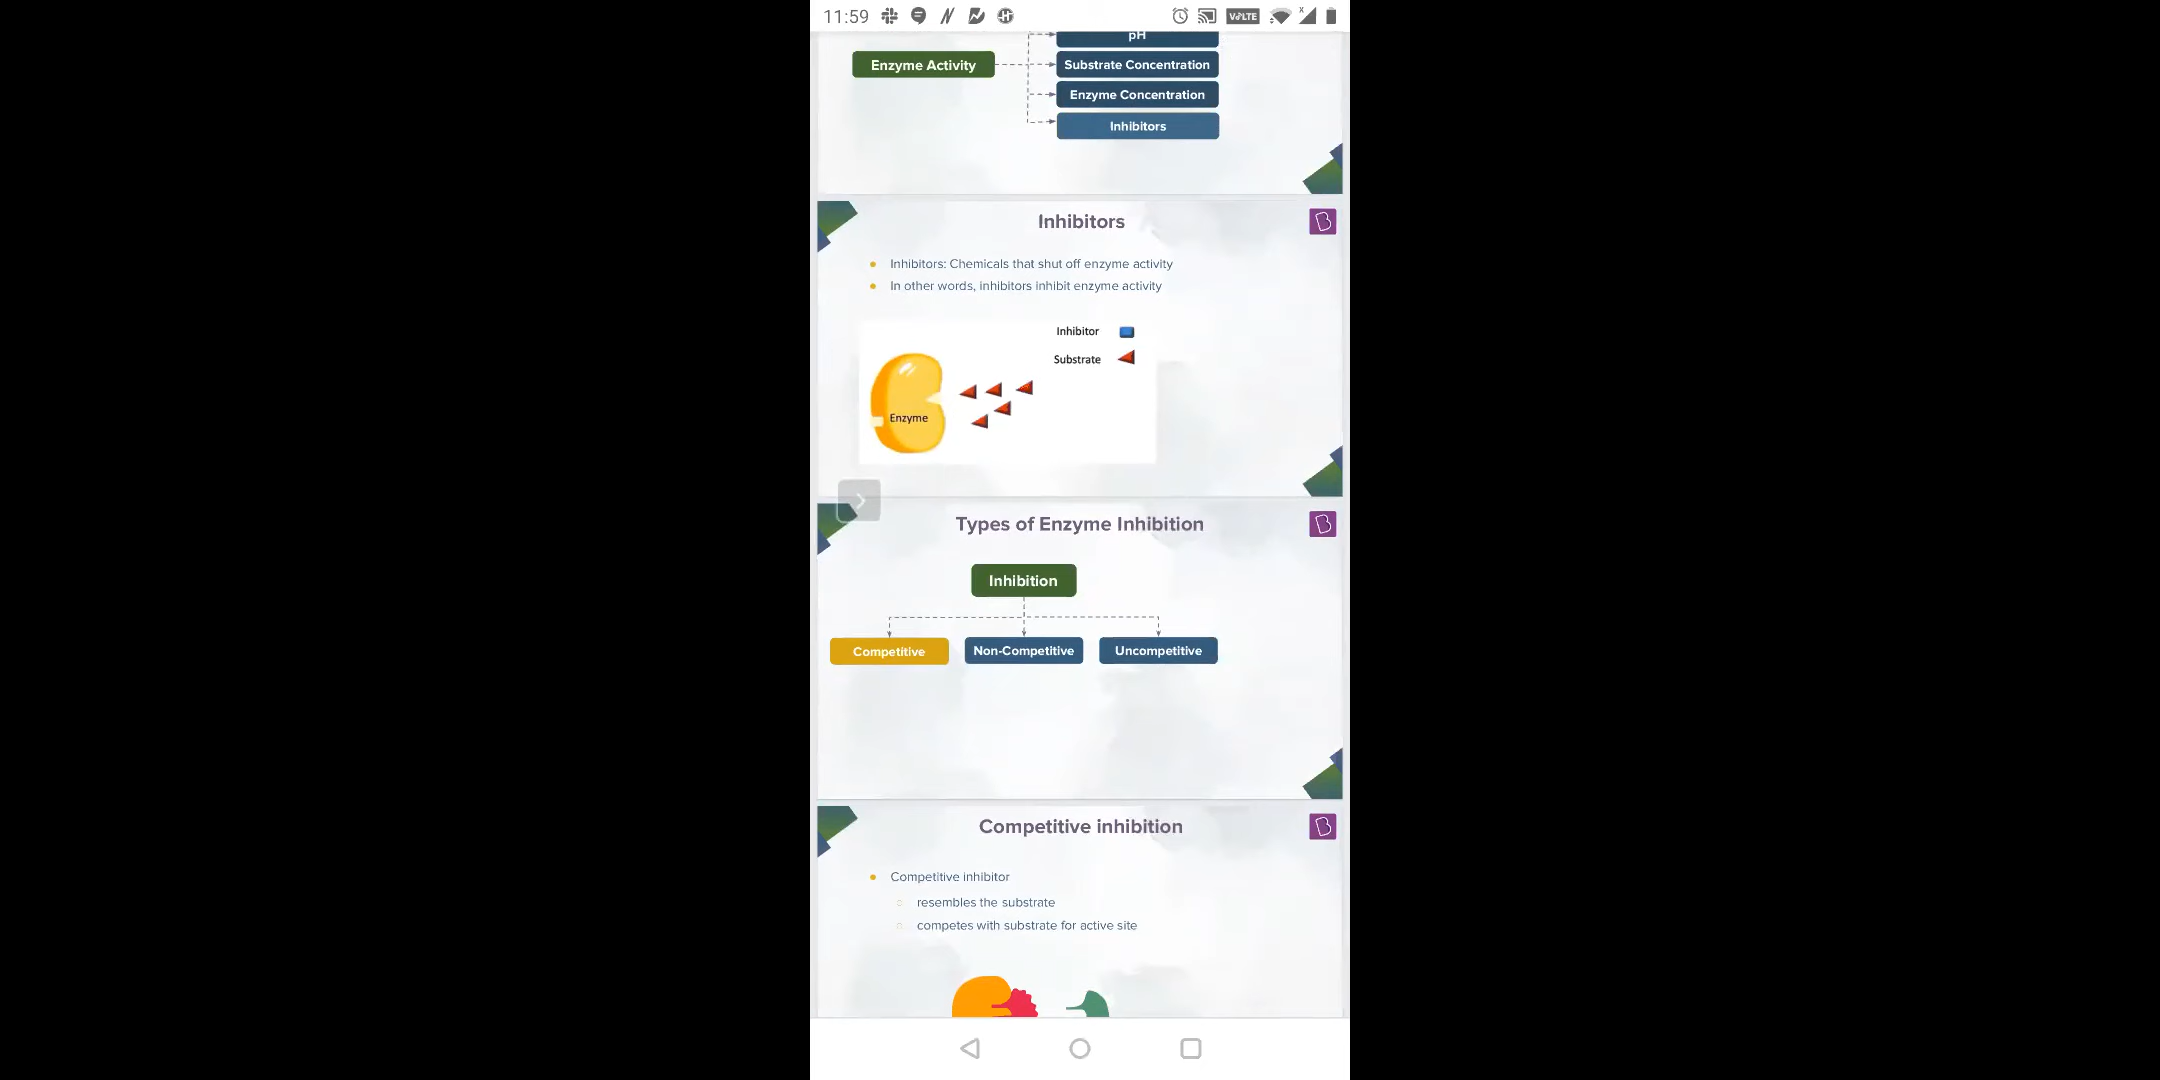 11:59
VoLTE
pH
Enzyme Activity
Substrate Concentration
Enzyme Concentration
Inhibitors
Inhibitors
Inhibitors: Chemicals that shut off enzyme activity
In other words, inhibitors inhibit enzyme activity
Inhibitor
Substrate
Enzyme
Types of Enzyme Inhibition
Inhibition
Competitive
Non-Competitive
Uncompetitive
Competitive inhibition
Competitive inhibitor
resembles the substrate
competes with substrate for active site